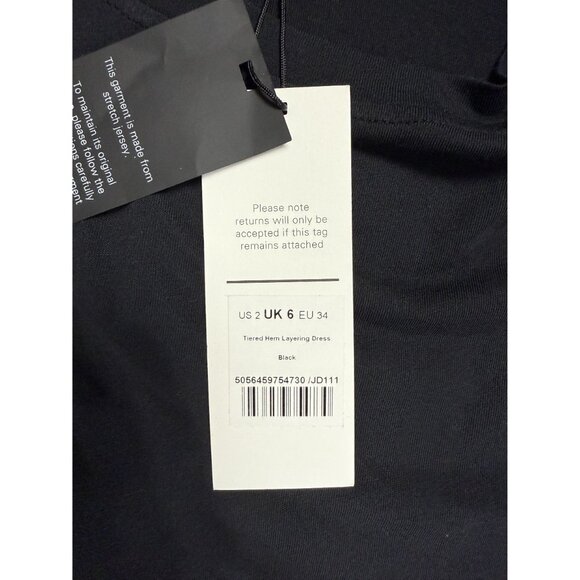 This garment is made from
stretch jersey.
To maintain its original
please follow the
carefully
Please note
returns will only be
accepted if this tag
remains attached
US 2 UK 6 EU 34
Tiered Hem Layering Dress
Black
5056459754730 /JD111